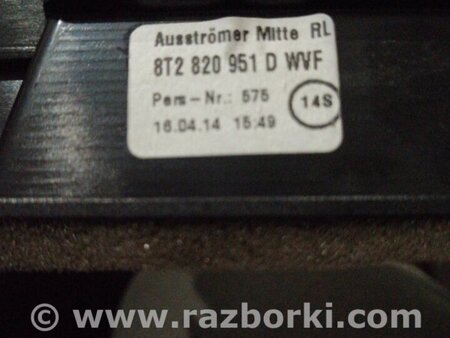 Ausströmer Mitte RL
8T2 820 951 D WVF
Pers-Nr.: 575
14S
16.04.14 15:49
© www.razborki.com